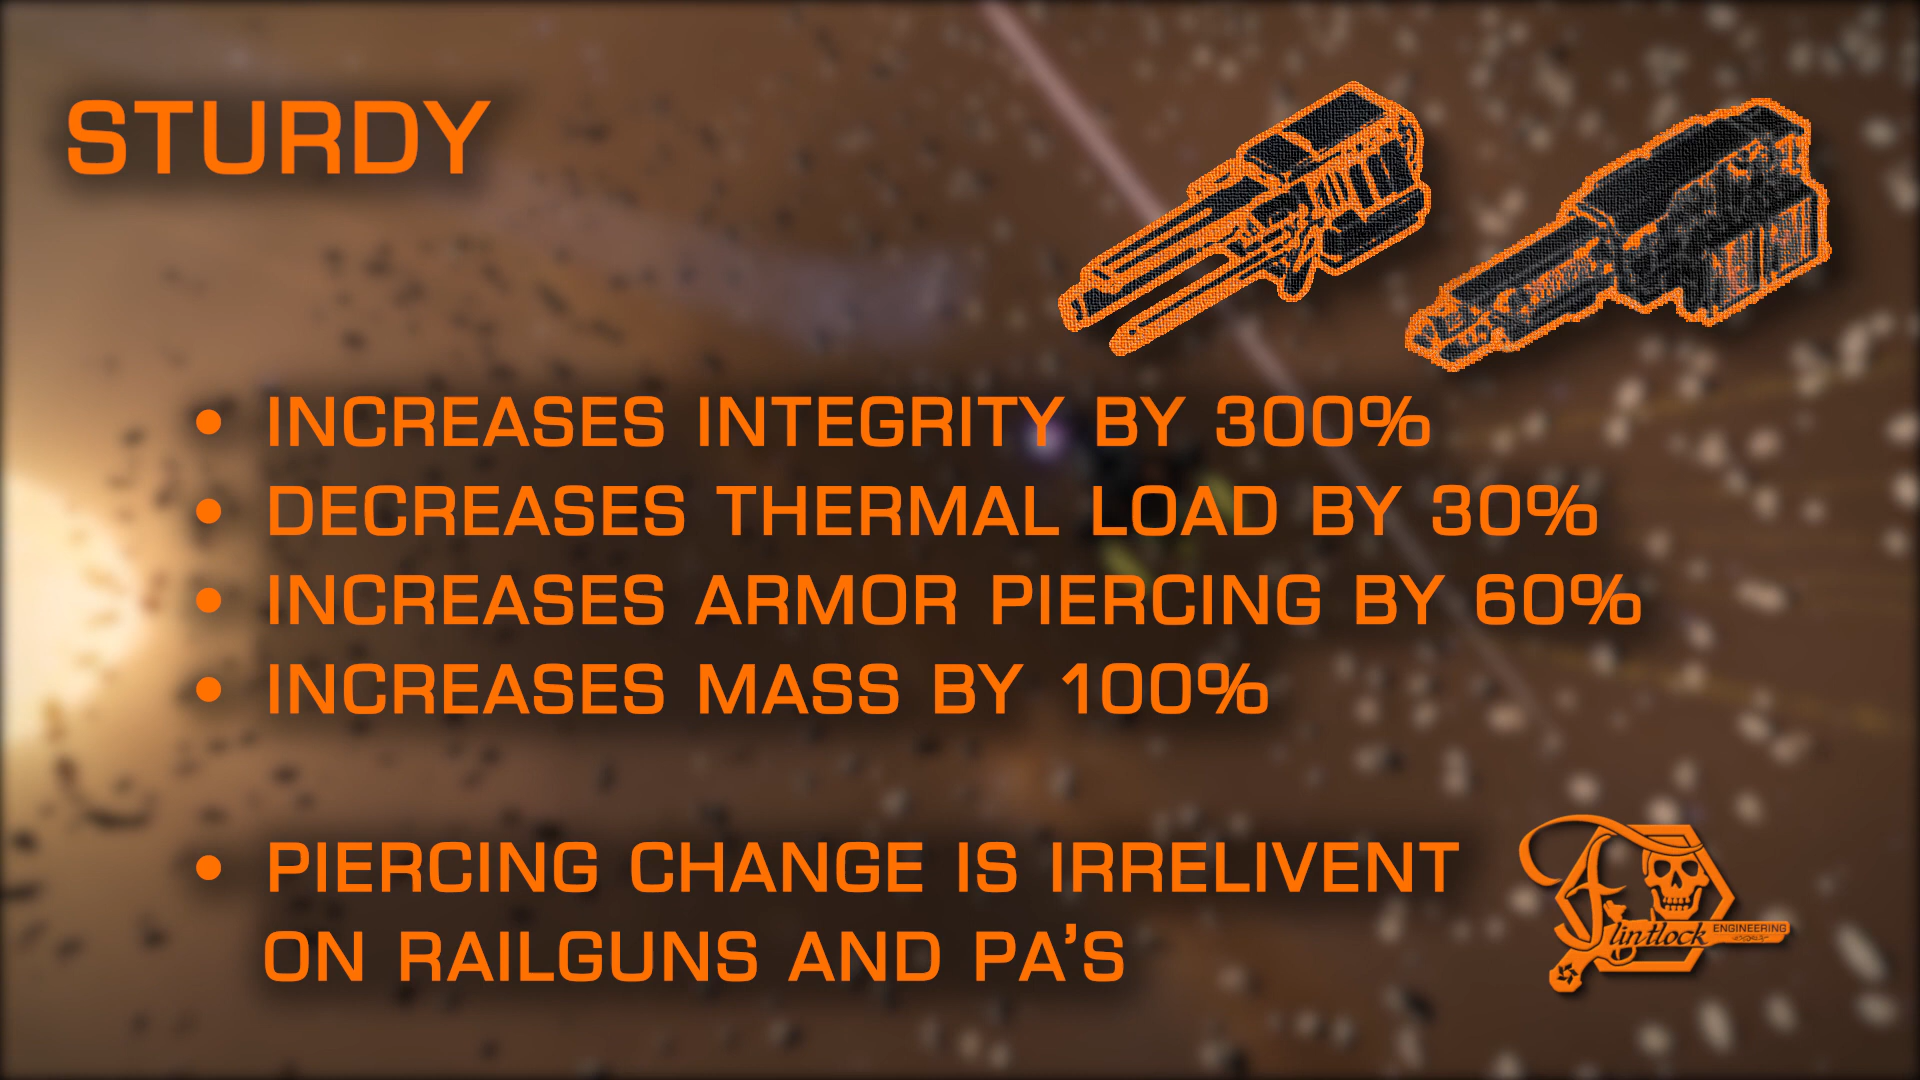 STURDY
• INCREASES INTEGRITY BY 300%
• DECREASES THERMAL LOAD BY 30%
• INCREASES ARMOR PIERCING BY 60%
• INCREASES MASS BY 100%
• PIERCING CHANGE IS IRRELIVENT
ON RAILGUNS AND PA'S
Flintlock ENGINEERING